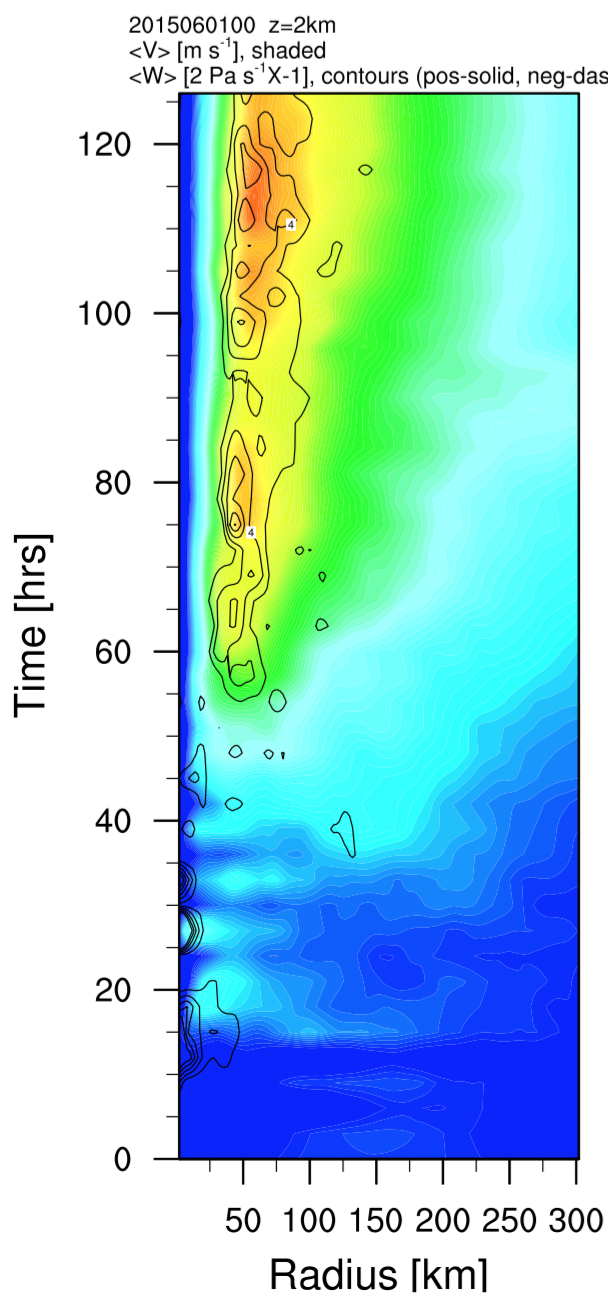 2015060100 z=2km
<V> [m s⁻¹], shaded
<W> [2 Pa s⁻¹X-1], contours (pos-solid, neg-das
120
100
80
60
40
20
0
4
4
Time [hrs]
50 100 150 200 250 300
Radius [km]